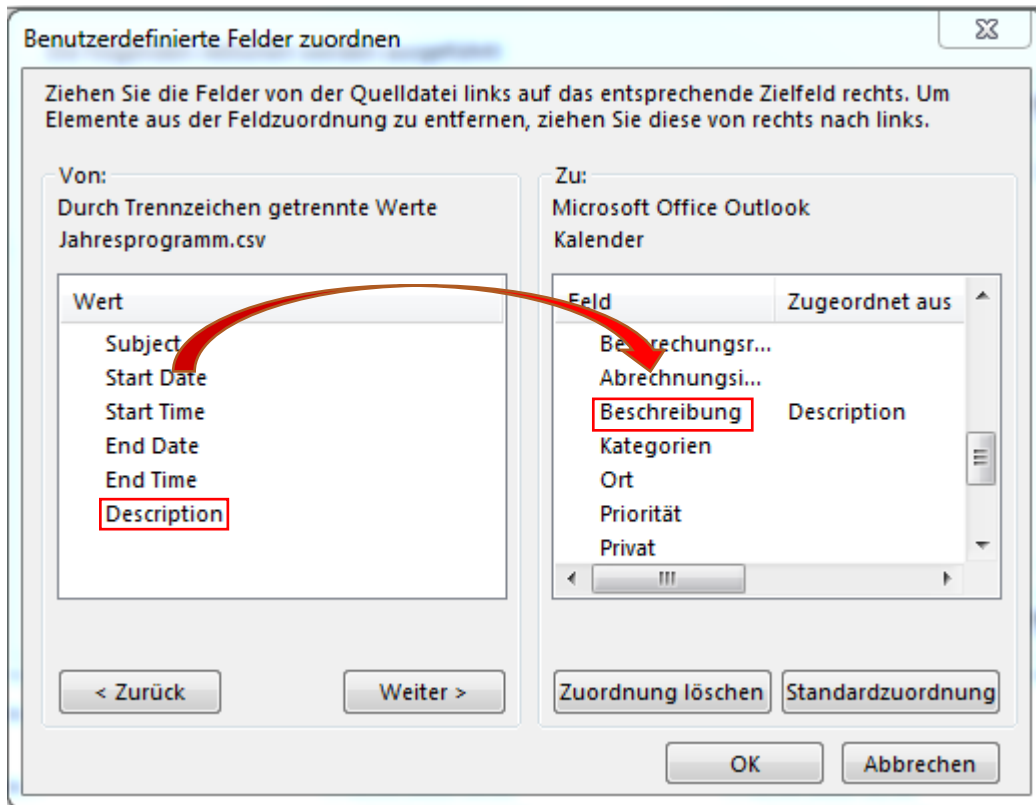 Benutzerdefinierte Felder zuordnen
Ziehen Sie die Felder von der Quelldatei links auf das entsprechende Zielfeld rechts. Um
Elemente aus der Feldzuordnung zu entfernen, ziehen Sie diese von rechts nach links.
Von:
Durch Trennzeichen getrennte Werte
Jahresprogramm.csv
Wert
Subject
Start Date
Start Time
End Date
End Time
Description
< Zurück
Weiter >
Zu:
Microsoft Office Outlook
Kalender
Feld Zugeordnet aus
Abrechnungsi...
Beschreibung Description
Kategorien
Ort
Priorität
Privat
Zuordnung löschen
Standardzuordnung
OK
Abbrechen